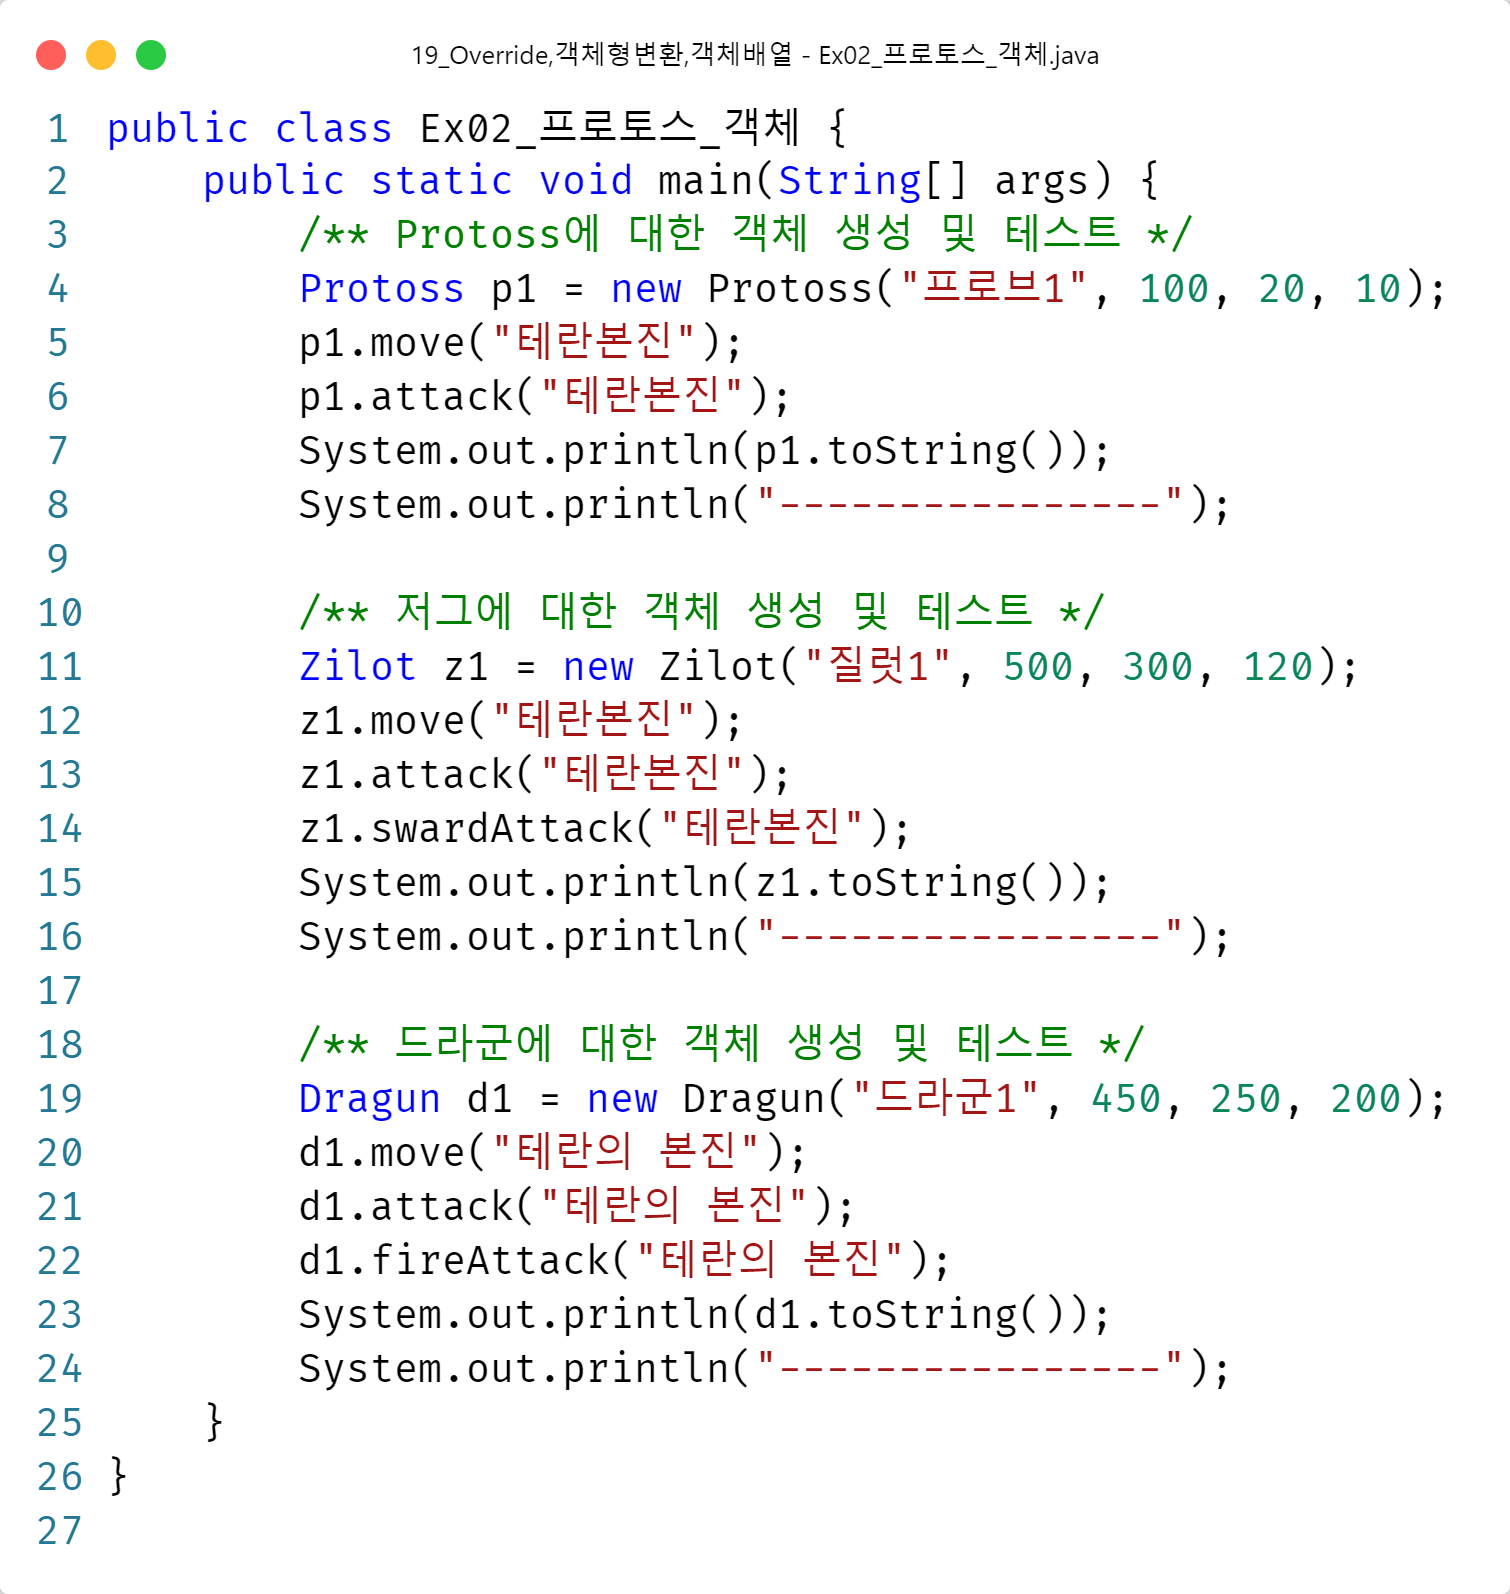 19_Override,객체형변환,객체배열 - Ex02_프로토스_객체.java
1 public class Ex02_프로토스_객체 {
2     public static void main(String[] args) {
3         /** Protoss에 대한 객체 생성 및 테스트 */
4         Protoss p1 = new Protoss("프로브1", 100, 20, 10);
5         p1.move("테란본진");
6         p1.attack("테란본진");
7         System.out.println(p1.toString());
8         System.out.println("----------------");
9
10         /** 저그에 대한 객체 생성 및 테스트 */
11         Zilot z1 = new Zilot("질럿1", 500, 300, 120);
12         z1.move("테란본진");
13         z1.attack("테란본진");
14         z1.swardAttack("테란본진");
15         System.out.println(z1.toString());
16         System.out.println("----------------");
17
18         /** 드라군에 대한 객체 생성 및 테스트 */
19         Dragun d1 = new Dragun("드라군1", 450, 250, 200);
20         d1.move("테란의 본진");
21         d1.attack("테란의 본진");
22         d1.fireAttack("테란의 본진");
23         System.out.println(d1.toString());
24         System.out.println("----------------");
25     }
26 }
27